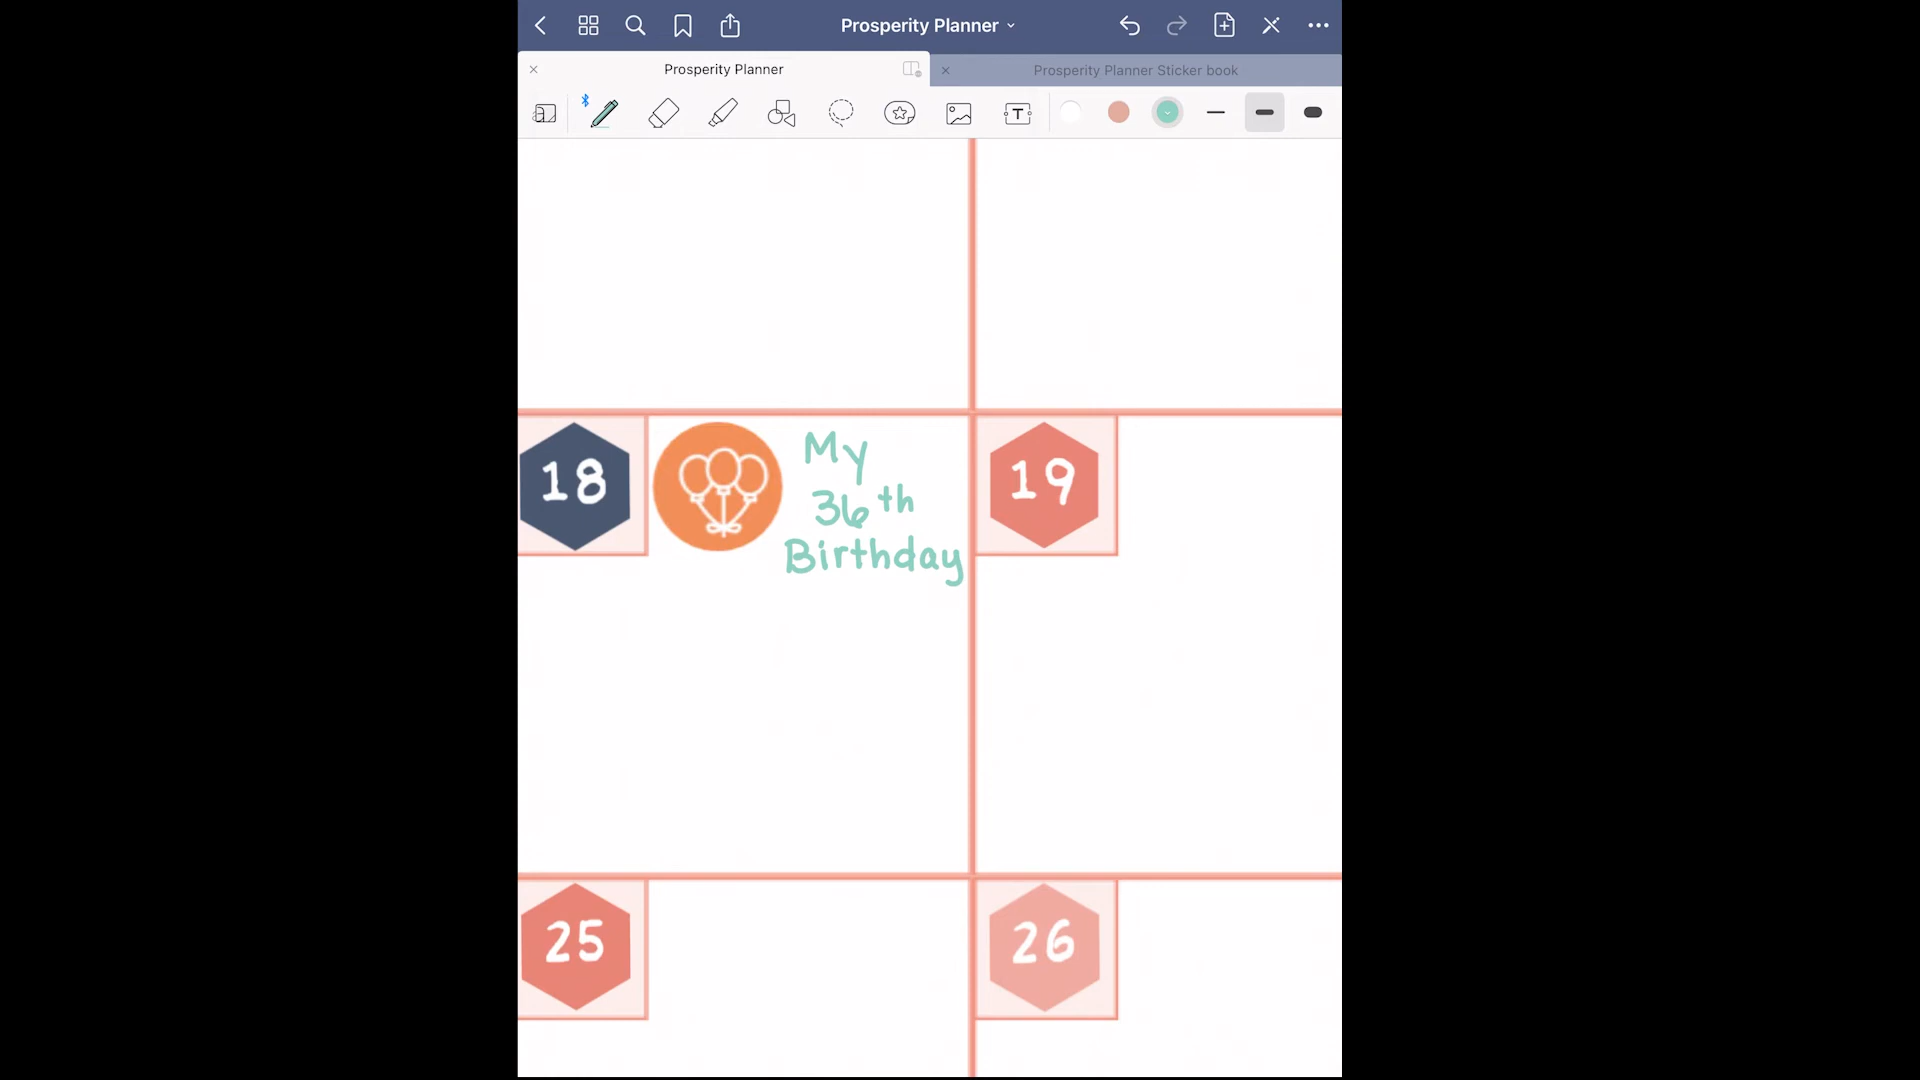 Prosperity Planner
Prosperity Planner
Prosperity Planner Sticker book
T
18
My
36th
Birthday
19
25
26